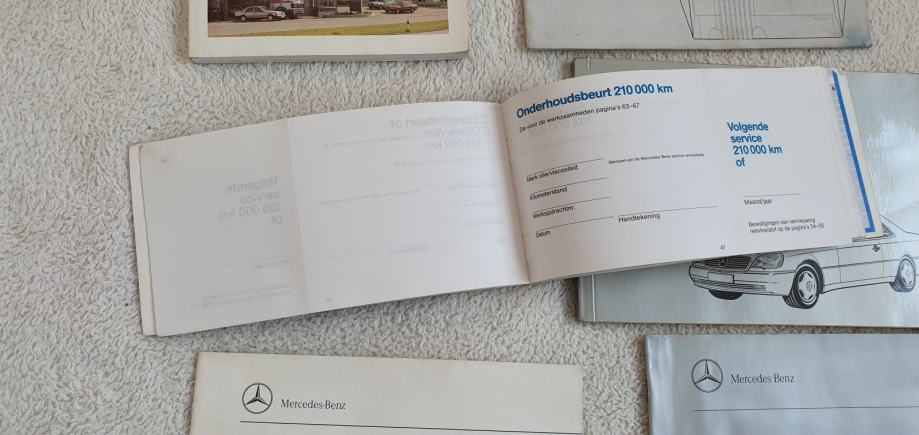 Onderhoudsbeurt 210 000 km
Zie voor de werkzaamheden pagina's 63–67
Stempel van de Mercedes-Benz service-werkplaats
Merk olie/viscositeit
Kilometerstand
Werkopdrachtnr.
Datum
Handtekening
Volgende
service
210 000 km
of
Maand/jaar
Bevestigingen van vernieuwing
remvloeistof op de pagina's 54–55
41
Volgende
service
195 000 km
of
Mercedes-Benz
Mercedes-Benz